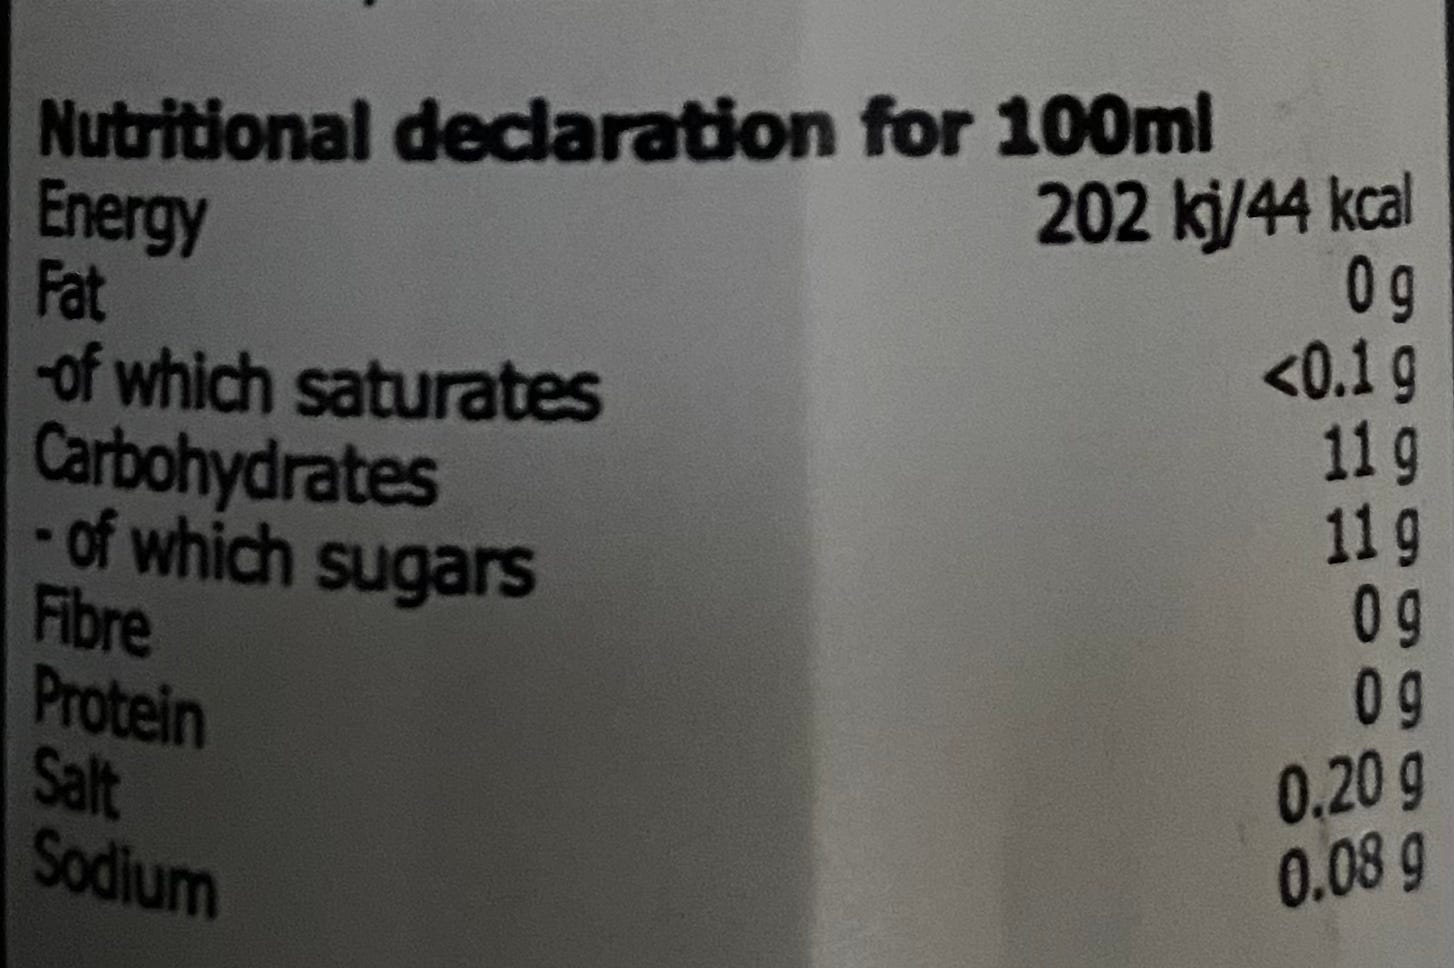 Nutritional declaration for 100ml
Energy 202 kj/44 kcal
Fat 0 g
-of which saturates <0.1 g
Carbohydrates 11 g
- of which sugars 11 g
Fibre 0 g
Protein 0 g
Salt 0.20 g
Sodium 0.08 g